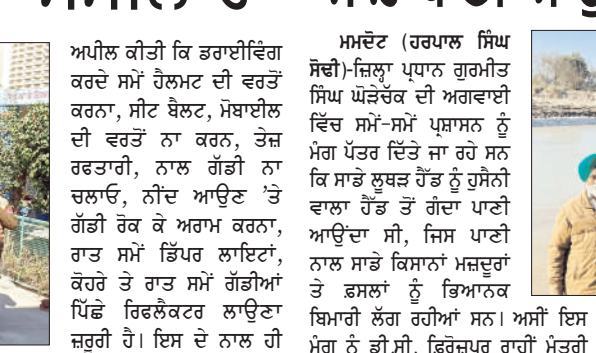 ਅਪੀਲ ਕੀਤੀ ਕਿ ਡਰਾਈਵਿੰਗ
ਕਰਦੇ ਸਮੇਂ ਹੈਲਮਟ ਦੀ ਵਰਤੋਂ
ਕਰਨਾ, ਸੀਟ ਬੈਲਟ, ਮੋਬਾਈਲ
ਦੀ ਵਰਤੋਂ ਨਾ ਕਰਨ, ਤੇਜ਼
ਰਫਤਾਰੀ, ਨਾਲ ਗੱਡੀ ਨਾ
ਚਲਾਓ, ਨੀਂਦ ਆਉਣ 'ਤੇ
ਗੱਡੀ ਰੋਕ ਕੇ ਅਰਾਮ ਕਰਨਾ,
ਰਾਤ ਸਮੇਂ ਡਿੱਪਰ ਲਾਇਟਾਂ,
ਕੋਹਰੇ ਤੇ ਰਾਤ ਸਮੇਂ ਗੱਡੀਆਂ
ਪਿੱਛੇ ਰਿਫਲੈਕਟਰ ਲਾਉਣਾ
ਜ਼ਰੂਰੀ ਹੈ। ਇਸ ਦੇ ਨਾਲ ਹੀ
ਮਮਦੋਟ (ਹਰਪਾਲ ਸਿੰਘ
ਸੋਢੀ)-ਜ਼ਿਲ੍ਹਾ ਪ੍ਰਧਾਨ ਗੁਰਮੀਤ
ਸਿੰਘ ਘੋੜੇਚੱਕ ਦੀ ਅਗਵਾਈ
ਵਿੱਚ ਸਮੇਂ-ਸਮੇਂ ਪ੍ਰਸ਼ਾਸਨ ਨੂੰ
ਮੰਗ ਪੱਤਰ ਦਿੱਤੇ ਜਾ ਰਹੇ ਸਨ
ਕਿ ਸਾਡੇ ਲੂਥੜ ਹੈੱਡ ਨੂੰ ਹੁਸੈਨੀ
ਵਾਲਾ ਹੈੱਡ ਤੋਂ ਗੰਦਾ ਪਾਣੀ
ਆਉਂਦਾ ਸੀ, ਜਿਸ ਪਾਣੀ
ਨਾਲ ਸਾਡੇ ਕਿਸਾਨਾਂ ਮਜ਼ਦੂਰਾਂ
ਤੇ ਫ਼ਸਲਾਂ ਨੂੰ ਭਿਆਨਕ
ਬਿਮਾਰੀ ਲੱਗ ਰਹੀਆਂ ਸਨ। ਅਸੀਂ ਇਸ
ਮੰਗ ਨੂੰ ਡੀ.ਸੀ. ਫ਼ਿਰੋਜ਼ਪੁਰ ਰਾਹੀਂ ਮੰਤਰੀ